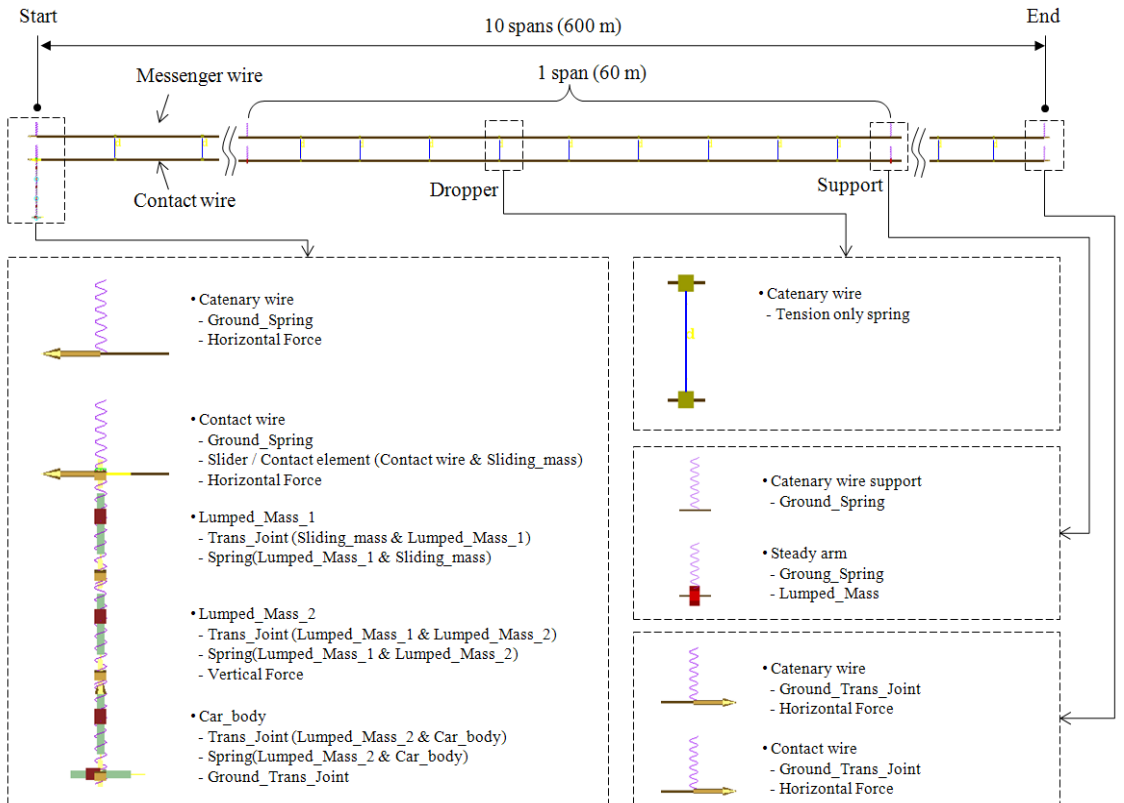 Start
End
10 spans (600 m)
Messenger wire
1 span (60 m)
Contact wire
Dropper
Support
• Catenary wire
- Ground_Spring
- Horizontal Force
• Contact wire
- Ground_Spring
- Slider / Contact element (Contact wire & Sliding_mass)
- Horizontal Force
• Lumped_Mass_1
- Trans_Joint (Sliding_mass & Lumped_Mass_1)
- Spring(Lumped_Mass_1 & Sliding_mass)
• Lumped_Mass_2
- Trans_Joint (Lumped_Mass_1 & Lumped_Mass_2)
- Spring(Lumped_Mass_1 & Lumped_Mass_2)
- Vertical Force
• Car_body
- Trans_Joint (Lumped_Mass_2 & Car_body)
- Spring(Lumped_Mass_2 & Car_body)
- Ground_Trans_Joint
• Catenary wire
- Tension only spring
• Catenary wire support
- Ground_Spring
• Steady arm
- Groung_Spring
- Lumped_Mass
• Catenary wire
- Ground_Trans_Joint
- Horizontal Force
• Contact wire
- Ground_Trans_Joint
- Horizontal Force